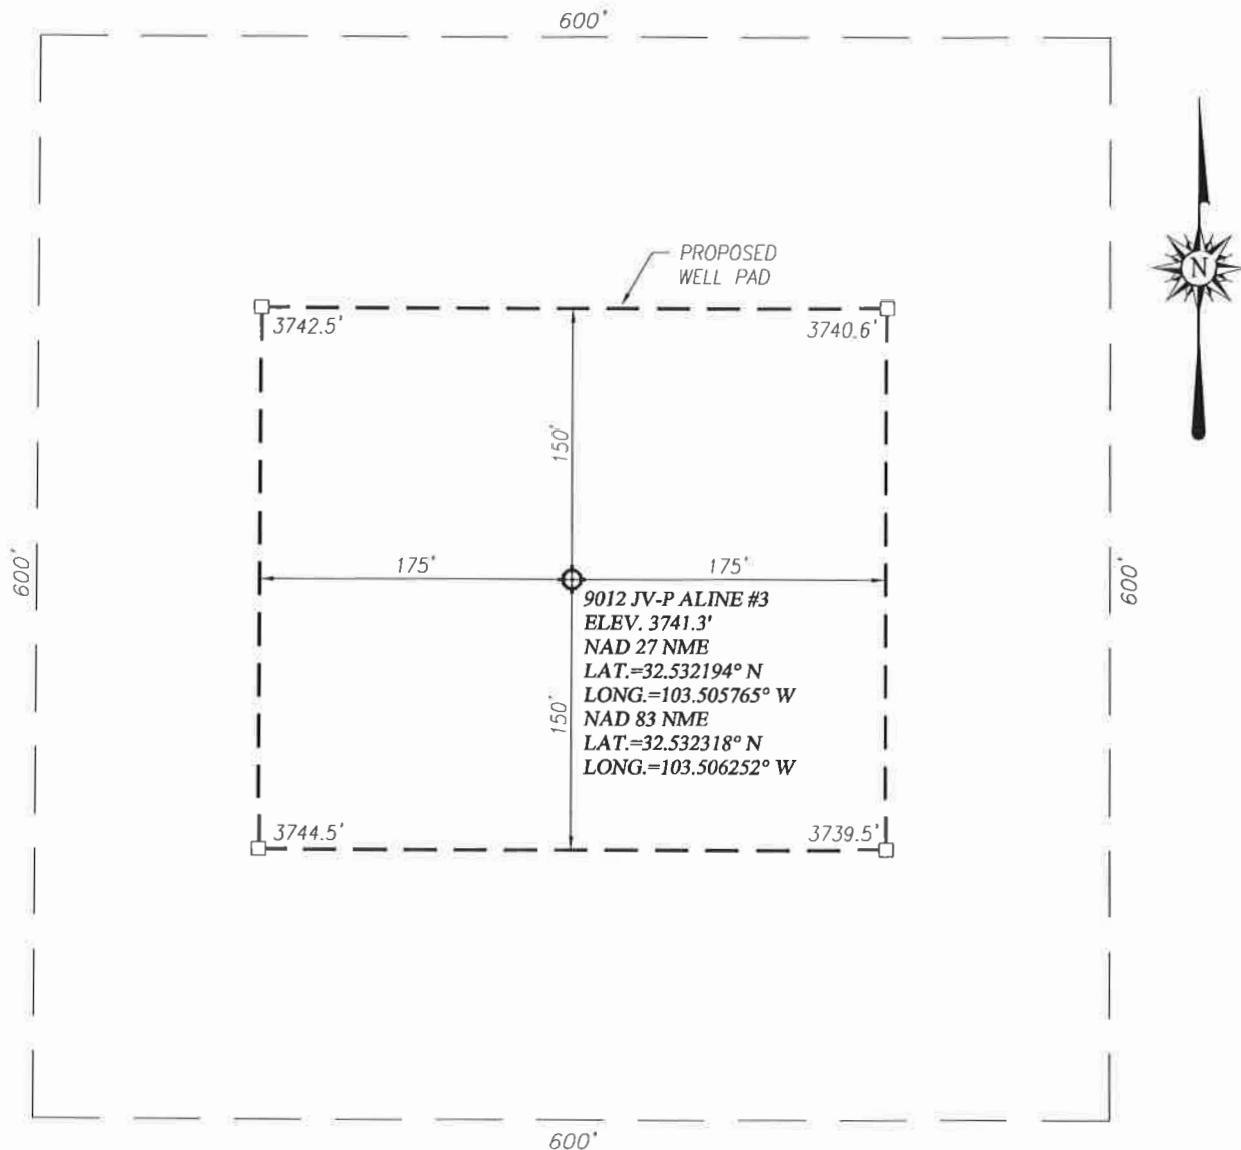 600'
PROPOSED
WELL PAD
N
3742.5'
3740.6'
150'
600'
175'
175'
600'
9012 JV-P ALINE #3
ELEV. 3741.3'
NAD 27 NME
LAT.=32.532194° N
LONG.=103.505765° W
150'
NAD 83 NME
LAT.=32.532318° N
LONG.=103.506252° W
3744.5'
3739.5'
600'